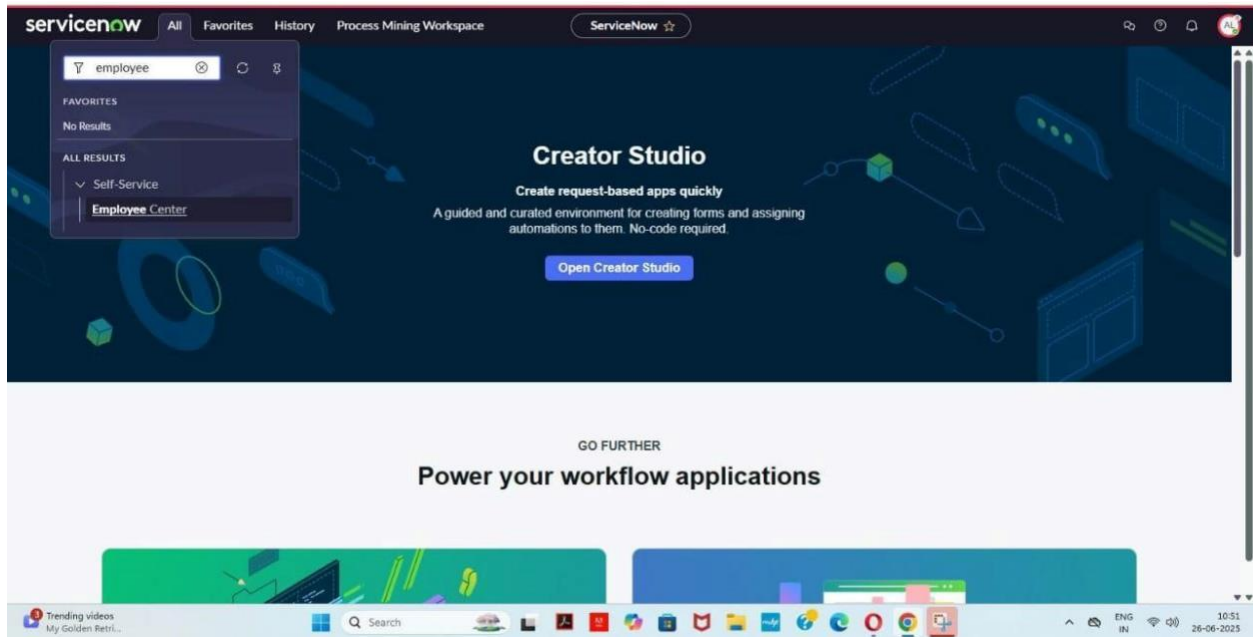 servicenow All Favorites History Process Mining Workspace ServiceNow AL
employee
FAVORITES
No Results
ALL RESULTS
Self-Service
Employee Center
Creator Studio
Create request-based apps quickly
A guided and curated environment for creating forms and assigning
automations to them. No-code required.
Open Creator Studio
GO FURTHER
Power your workflow applications
3
Trending videos
My Golden Retri...
Search
ENG
IN
10:51
26-06-2025